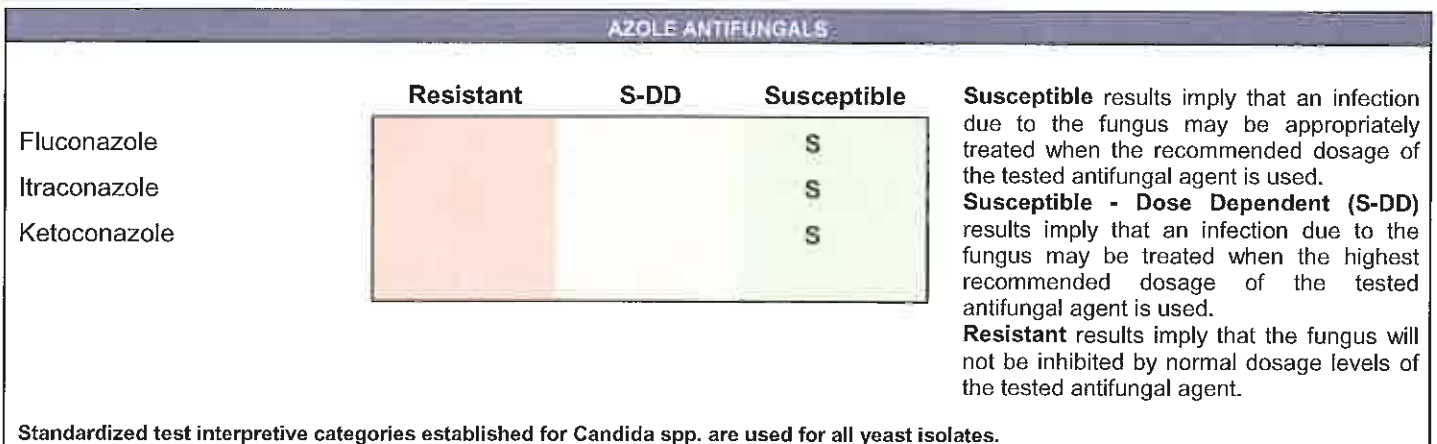 AZOLE ANTIFUNGALS
Resistant S-DD Susceptible
Fluconazole S
Itraconazole S
Ketoconazole S
Susceptible results imply that an infection
due to the fungus may be appropriately
treated when the recommended dosage of
the tested antifungal agent is used.
Susceptible - Dose Dependent (S-DD)
results imply that an infection due to the
fungus may be treated when the highest
recommended dosage of the tested
antifungal agent is used.
Resistant results imply that the fungus will
not be inhibited by normal dosage levels of
the tested antifungal agent.
Standardized test interpretive categories established for Candida spp. are used for all yeast isolates.